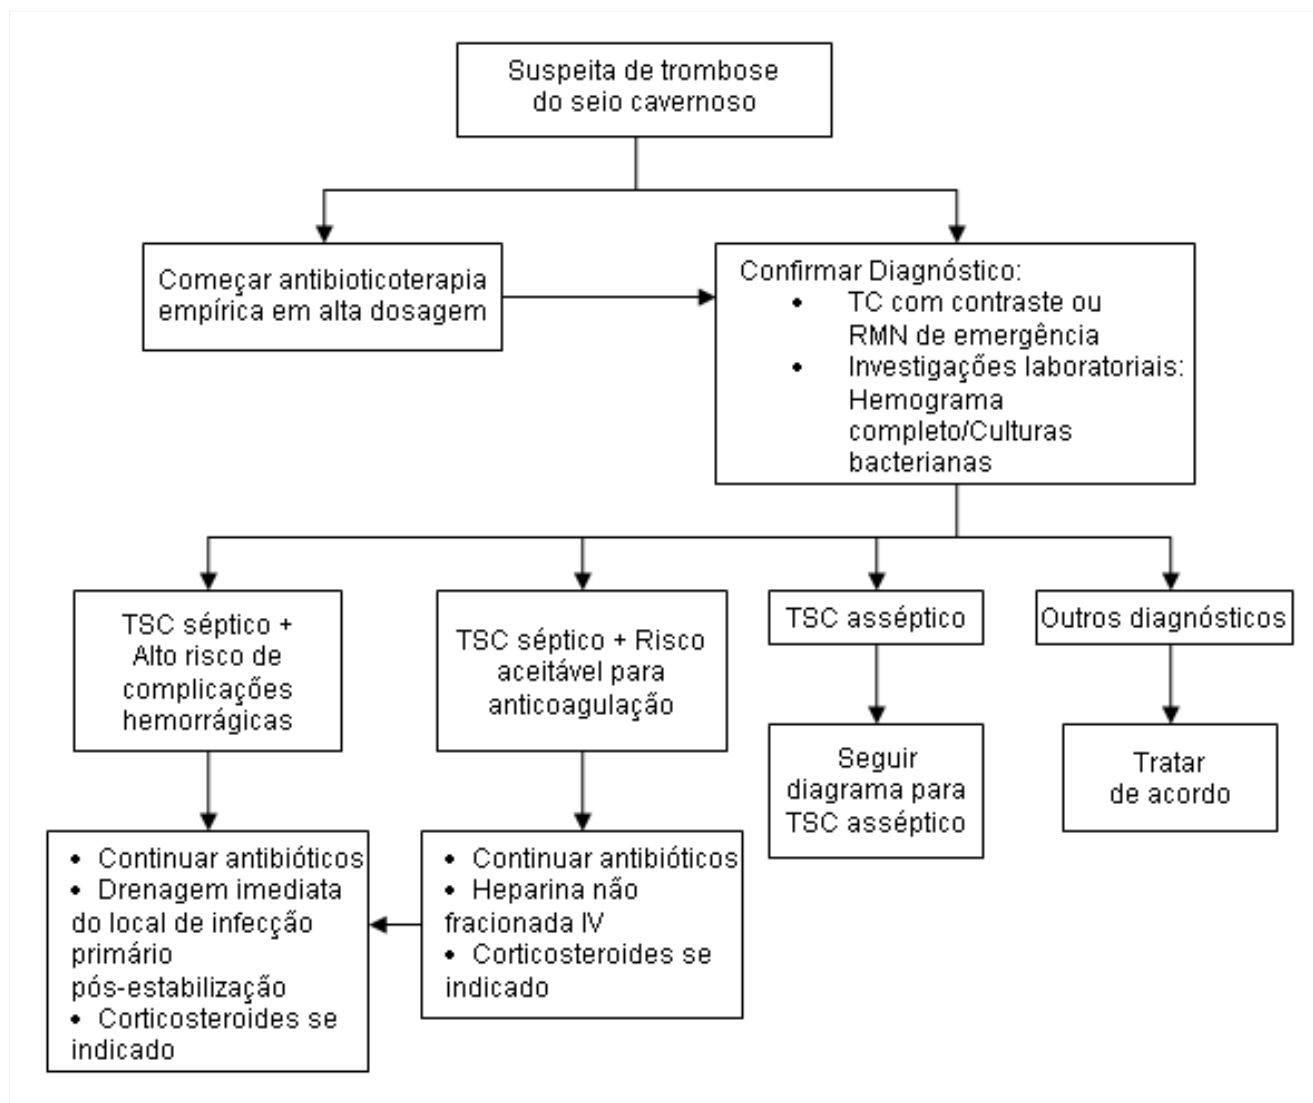 Suspeita de trombose
do seio cavernoso
Começar antibioticoterapia
empírica em alta dosagem
Confirmar Diagnóstico:
• TC com contraste ou
RMN de emergência
• Investigações laboratoriais:
Hemograma
completo/Culturas
bacterianas
TSC séptico +
Alto risco de
complicações
hemorrágicas
TSC séptico + Risco
aceitável para
anticoagulação
TSC asséptico
Outros diagnósticos
Seguir
diagrama para
TSC asséptico
Tratar
de acordo
• Continuar antibióticos
• Drenagem imediata
do local de infecção
primário
pós-estabilização
• Corticosteroides se
indicado
• Continuar antibióticos
• Heparina não
fracionada IV
• Corticosteroides se
indicado